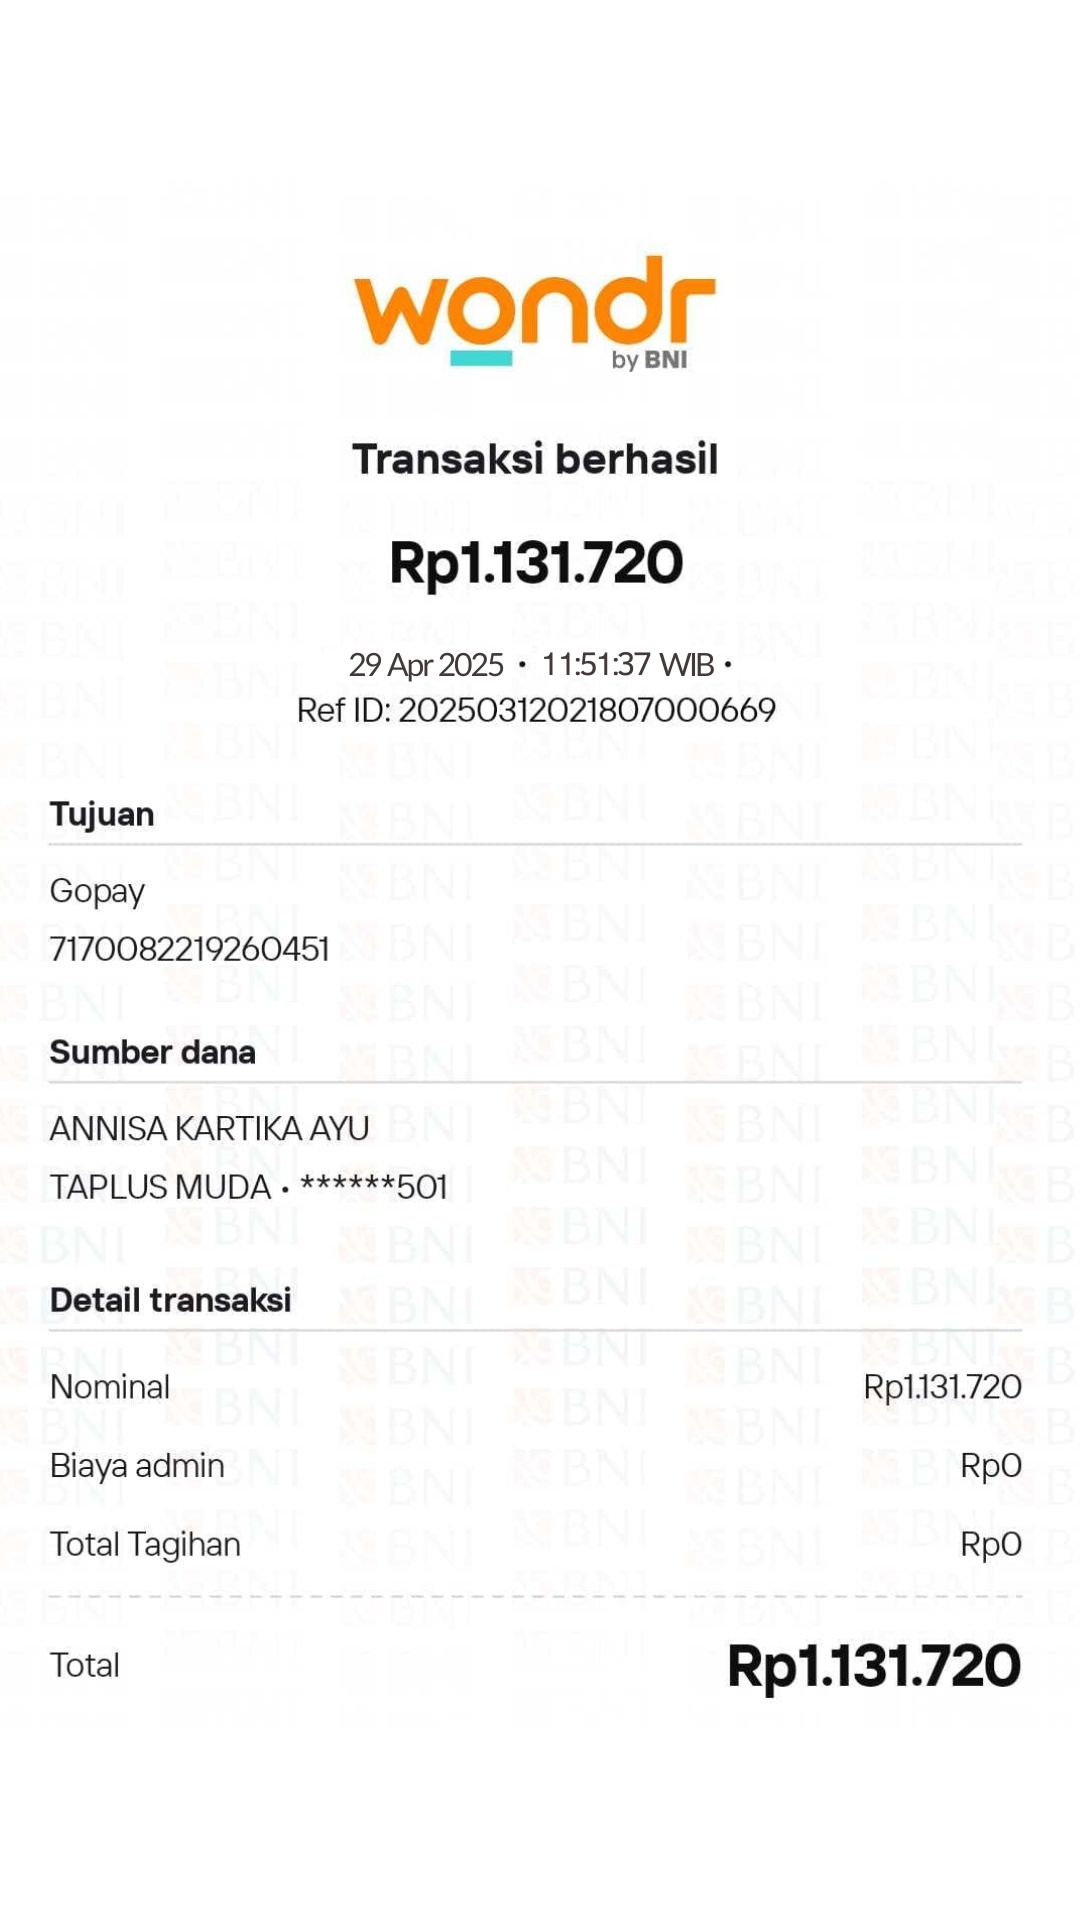 wondr
by BNI
Transaksi berhasil
Rp1.131.720
29 Apr 2025 • 11:51:37 WIB •
Ref ID: 20250312021807000669
Tujuan
Gopay
7170082219260451
Sumber dana
ANNISA KARTIKA AYU
TAPLUS MUDA • ******501
Detail transaksi
Nominal Rp1.131.720
Biaya admin Rp0
Total Tagihan Rp0
Total Rp1.131.720